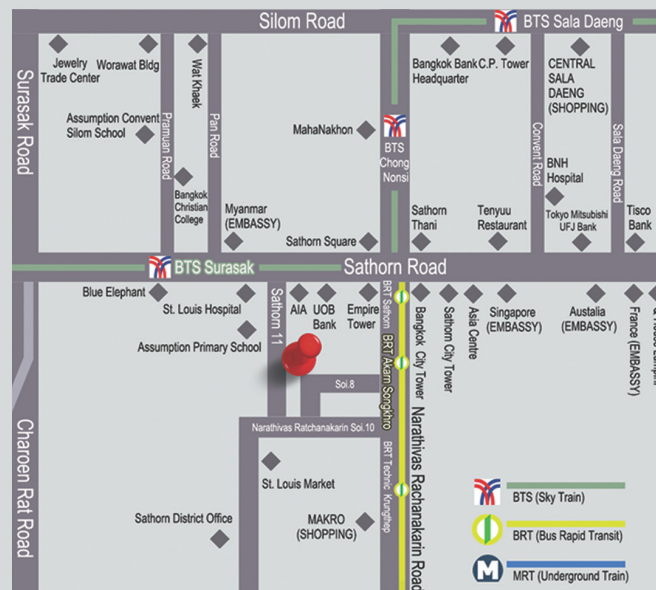 Silom Road
BTS Sala Daeng
Jewelry
Trade Center
Worawat Bldg
Wat Khaek
Bangkok Bank
Headquarter
C.P. Tower
CENTRAL
SALA
DAENG
(SHOPPING)
Surasak Road
Assumption Convent
Silom School
Pramuan Road
Pan Road
MahaNakhon
BTS
Chong
Nonsi
Convent Road
Sala Daeng Road
BNH
Hospital
Bangkok
Christian
College
Myanmar
(EMBASSY)
Sathorn Square
Sathorn
Thani
Tenyuu
Restaurant
Tokyo Mitsubishi
UFJ Bank
Tisco
Bank
BTS Surasak
Sathorn Road
Blue Elephant
St. Louis Hospital
Assumption Primary School
Sathorn 11
AIA
UOB
Bank
Empire
Tower
BRT Sathorn
Bangkok City Tower
Sathorn City Tower
Asia Centre
Singapore
(EMBASSY)
Austalia
(EMBASSY)
France (EMBASSY)
BRT Akarn Songkhro
Soi.8
Charoen Rat Road
Narathivas Ratchanakarin Soi.10
Narathivas Rachanakarin Road
BRT Technic Krungthep
St. Louis Market
Sathorn District Office
MAKRO
(SHOPPING)
BTS (Sky Train)
BRT (Bus Rapid Transit)
M
MRT (Underground Train)